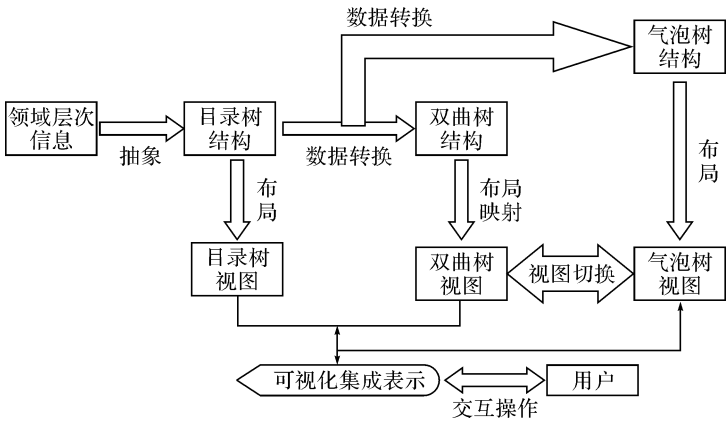 数据转换
气泡树
结构
领域层次
信息
抽象
目录树
结构
数据转换
双曲树
结构
布
局
布局
映射
布
局
目录树
视图
双曲树
视图
视图切换
气泡树
视图
可视化集成表示
交互操作
用户